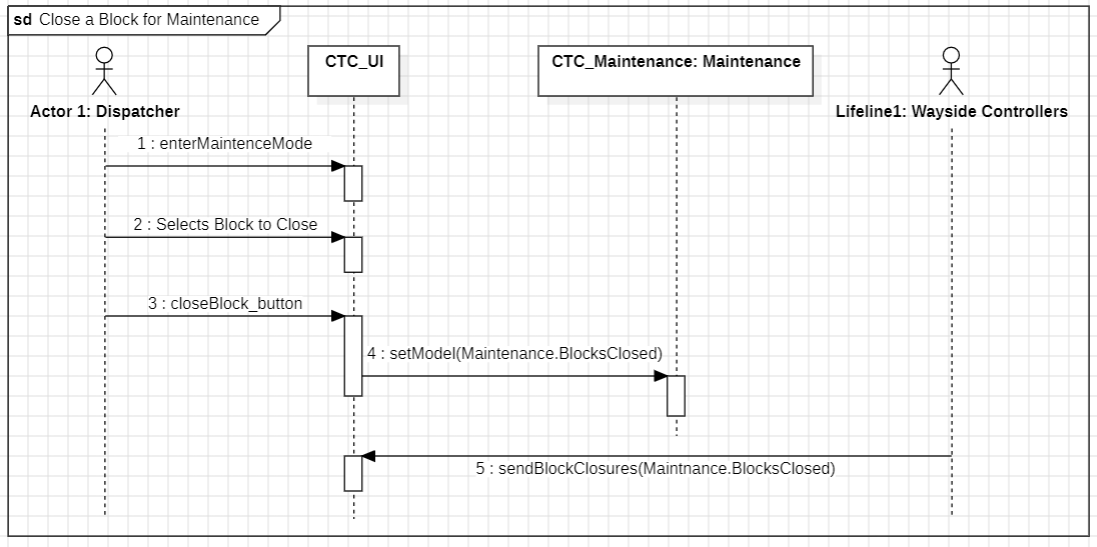 sd Close a Block for Maintenance
CTC_UI
CTC_Maintenance: Maintenance
Actor 1: Dispatcher
Lifeline1: Wayside Controllers
1 : enterMaintenceMode
2 : Selects Block to Close
3 : closeBlock_button
4 : setModel(Maintenance.BlocksClosed)
5 : sendBlockClosures(Maintnance.BlocksClosed)